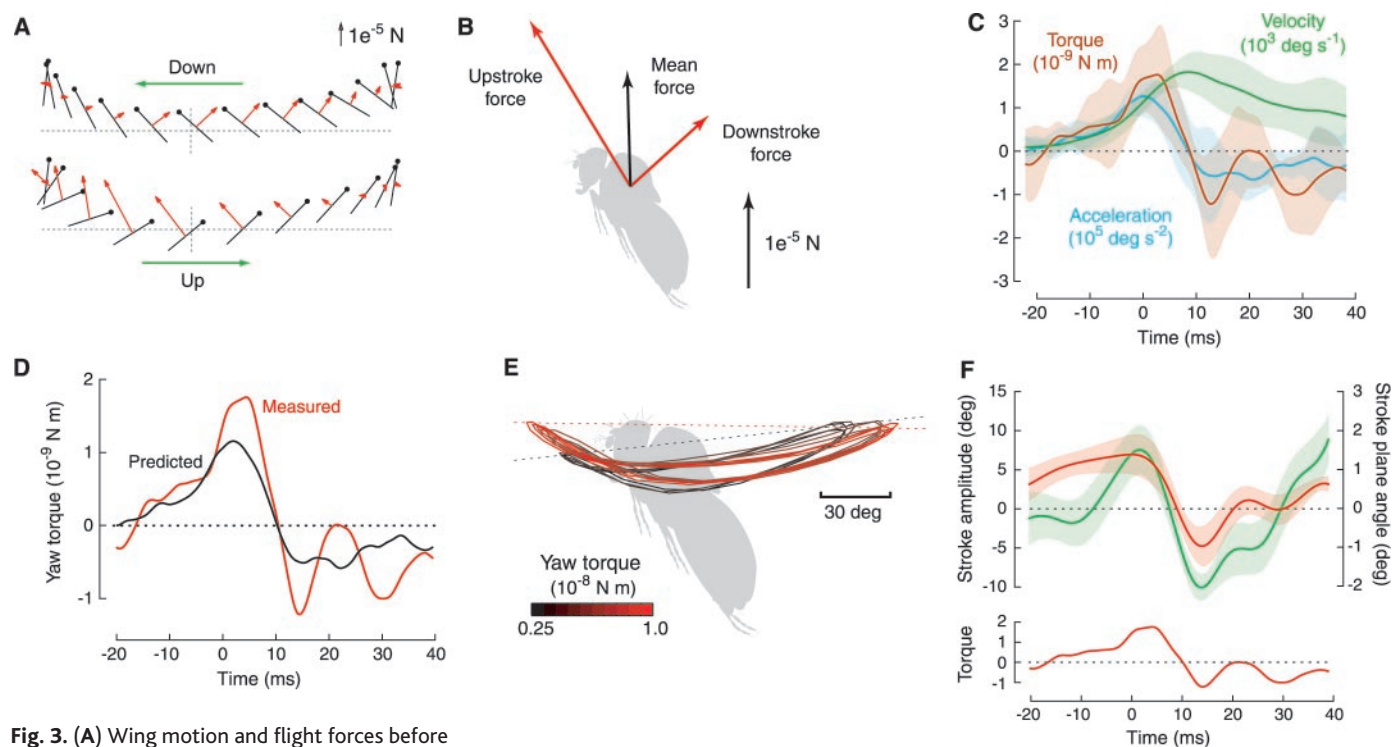 A
1e⁻⁵ N
Down
Up
B
Upstroke force
Mean force
Downstroke force
1e⁻⁵ N
C
Torque
(10⁻⁹ N m)
Velocity
(10³ deg s⁻¹)
Acceleration
(10⁵ deg s⁻²)
3
2
1
0
-1
-2
-3
-20 -10 0 10 20 30 40
Time (ms)
D
Yaw torque (10⁻⁹ N m)
2
1
0
-1
Measured
Predicted
-20 -10 0 10 20 30 40
Time (ms)
E
30 deg
Yaw torque
(10⁻⁸ N m)
0.25 1.0
F
Stroke amplitude (deg)
15
10
5
0
-5
-10
Stroke plane angle (deg)
3
2
1
0
-1
-2
Torque
2
1
0
-1
-20 -10 0 10 20 30 40
Time (ms)
Fig. 3. (A) Wing motion and flight forces before